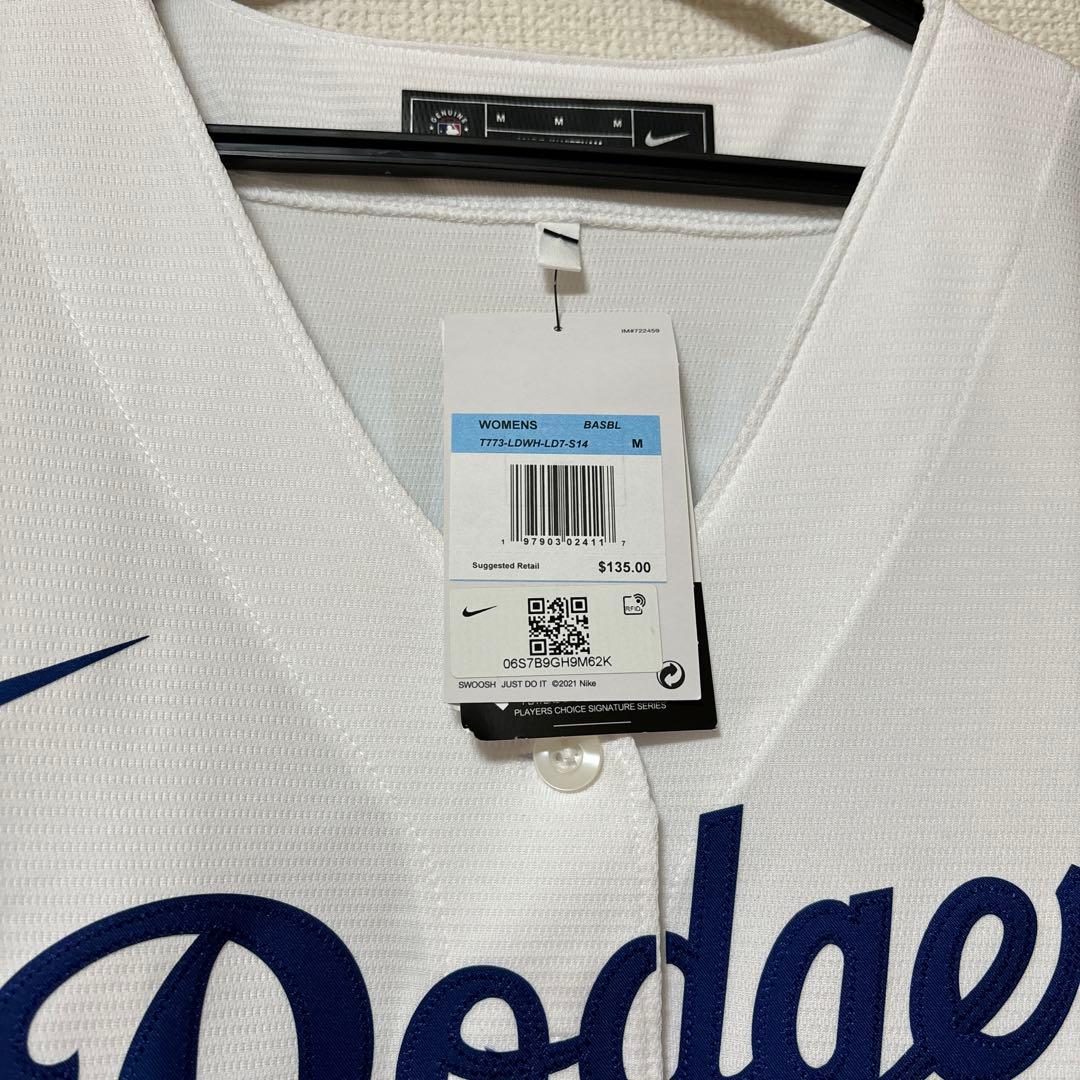 GENUINE
M M M
IM#722459
WOMENS BASBL
T773-LDWH-LD7-S14 M
1 97903 02411 7
Suggested Retail $135.00
RFID
06S7B9GH9M62K
SWOOSH JUST DO IT ©2021 Nike
PLAYERS CHOICE SIGNATURE SERIES
Dodge